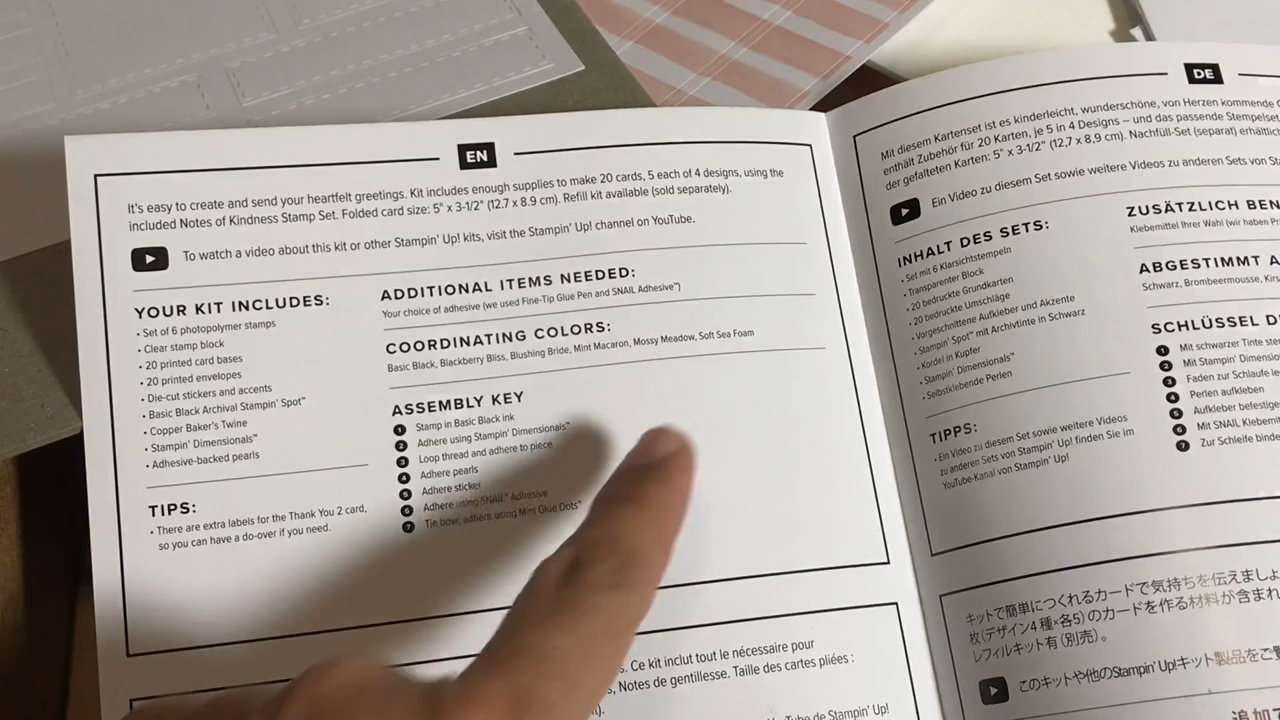 EN
It's easy to create and send your heartfelt greetings. Kit includes enough supplies to make 20 cards, 5 each of 4 designs, using the
included Notes of Kindness Stamp Set. Folded card size: 5" x 3-1/2" (12.7 x 8.9 cm). Refill kit available (sold separately).
To watch a video about this kit or other Stampin' Up! kits, visit the Stampin' Up! channel on YouTube.
YOUR KIT INCLUDES:
• Set of 6 photopolymer stamps
• Clear stamp block
• 20 printed card bases
• 20 printed envelopes
• Die-cut stickers and accents
• Basic Black Archival Stampin' Spot™
• Copper Baker's Twine
• Stampin' Dimensionals™
• Adhesive-backed pearls
TIPS:
• There are extra labels for the Thank You 2 card,
so you can have a do-over if you need.
ADDITIONAL ITEMS NEEDED:
Your choice of adhesive (we used Fine-Tip Glue Pen and SNAIL Adhesive™)
COORDINATING COLORS:
Basic Black, Blackberry Bliss, Blushing Bride, Mint Macaron, Mossy Meadow, Soft Sea Foam
ASSEMBLY KEY
1 Stamp in Basic Black ink
2 Adhere using Stampin' Dimensionals™
3 Loop thread and adhere to piece
4 Adhere pearls
5 Adhere sticker
6 Adhere using SNAIL™ Adhesive
7 Tie bow, adhere using Mini Glue Dots™
Ce kit inclut tout le nécessaire pour
Notes de gentillesse. Taille des cartes pliées :
YouTube de Stampin' Up!
DE
Mit diesem Kartenset ist es kinderleicht, wunderschöne, von Herzen kommende
enthält Zubehör für 20 Karten, je 5 in 4 Designs – und das passende Stempelset
der gefalteten Karten: 5" x 3-1/2" (12,7 x 8,9 cm). Nachfüll-Set (separat) erhältlich
Ein Video zu diesem Set sowie weitere Videos zu anderen Sets von
INHALT DES SETS:
• Set mit 6 Klarsichtstempeln
• Transparenter Block
• 20 bedruckte Grundkarten
• 20 bedruckte Umschläge
• Vorgeschnittene Aufkleber und Akzente
• Stampin' Spot™ mit Archivtinte in Schwarz
• Kordel in Kupfer
• Stampin' Dimensionals™
• Selbstklebende Perlen
TIPPS:
• Ein Video zu diesem Set sowie weitere Videos
zu anderen Sets von Stampin' Up! finden Sie im
YouTube-Kanal von Stampin' Up!
ZUSÄTZLICH
Klebemittel Ihrer Wahl (wir haben
ABGESTIMMT
Schwarz, Brombeermousse,
SCHLÜSSEL
1 Mit schwarzer Tinte
2 Mit Stampin'
3 Faden zur Schlaufe
4 Perlen aufkleben
5 Aufkleber
6 Mit SNAIL
7 Zur Schleife
キットで簡単につくれるカードで気持ちを伝えましょ
枚(デザイン4種×各5)のカードを作る材料が含まれ
レフィルキット有(別売)。
このキットや他のStampin' Up!キット製品をご
追加